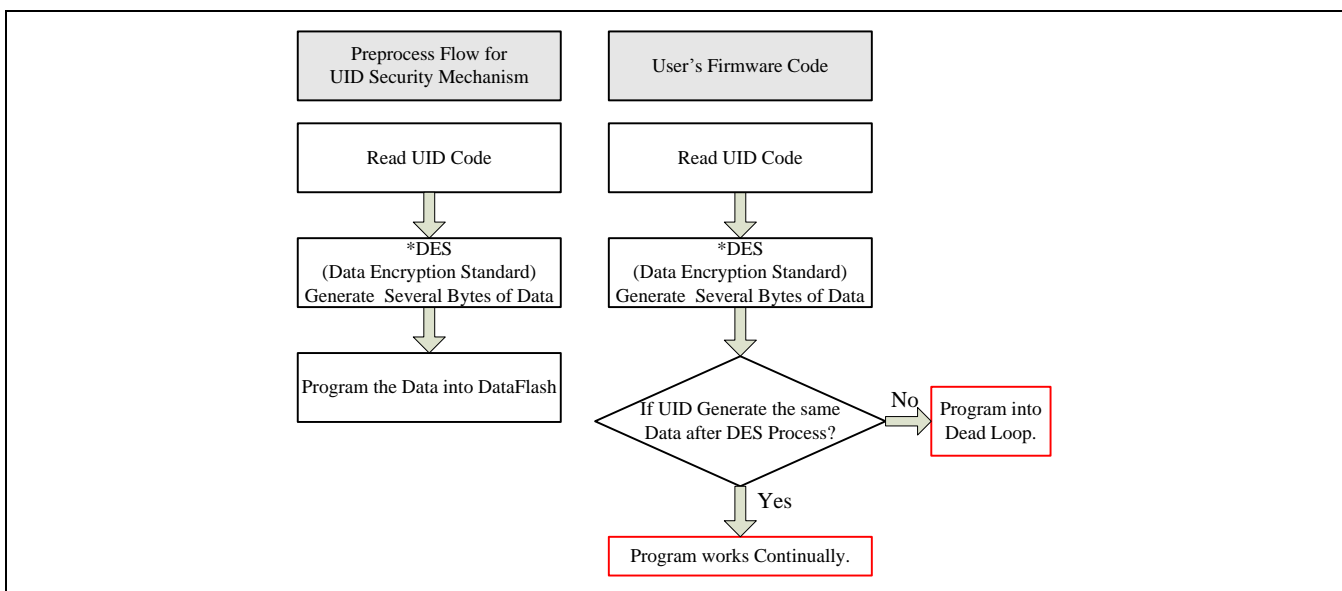 Preprocess Flow for
UID Security Mechanism
Read UID Code
*DES
(Data Encryption Standard)
Generate Several Bytes of Data
Program the Data into DataFlash
User’s Firmware Code
Read UID Code
*DES
(Data Encryption Standard)
Generate Several Bytes of Data
If UID Generate the same
Data after DES Process?
No
Program into
Dead Loop.
Yes
Program works Continually.